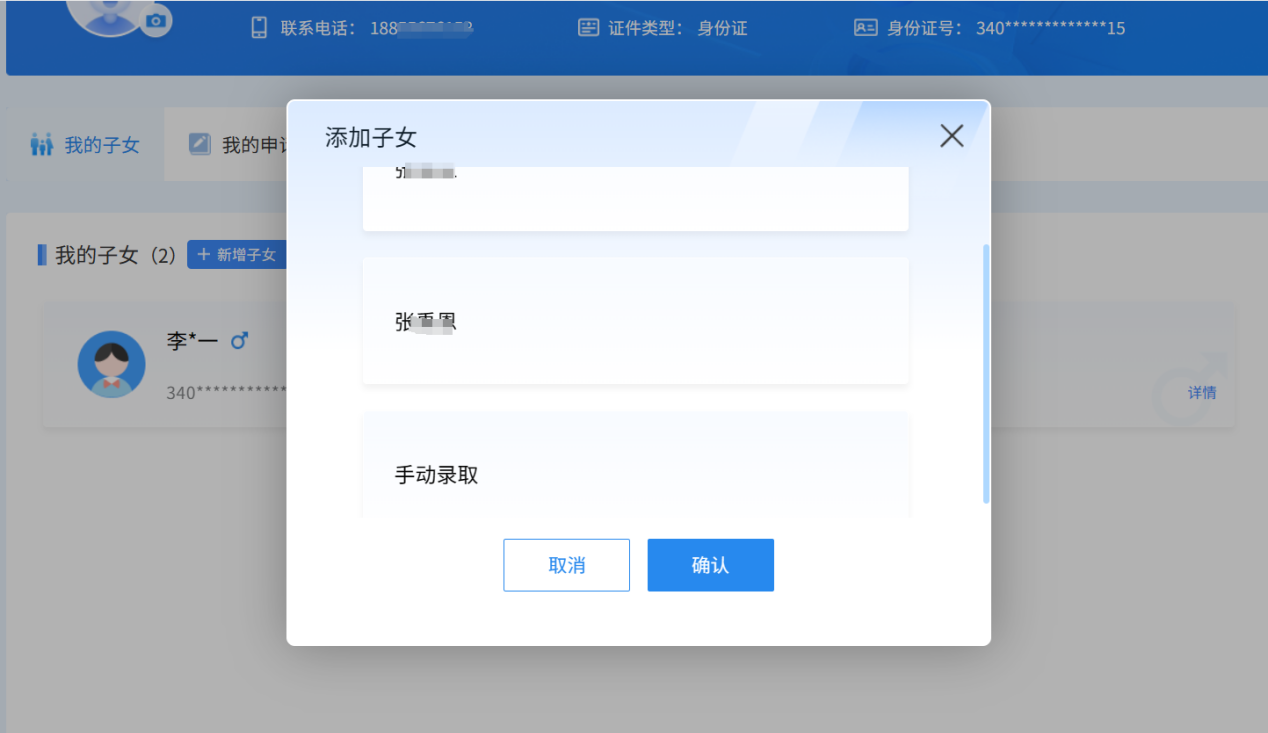 联系电话： 188
证件类型： 身份证
身份证号： 340*************15
我的子女
我的申
添加子女
张
手动录取
取消
确认
我的子女（2）
+ 新增子女
李*一
340***********
详情